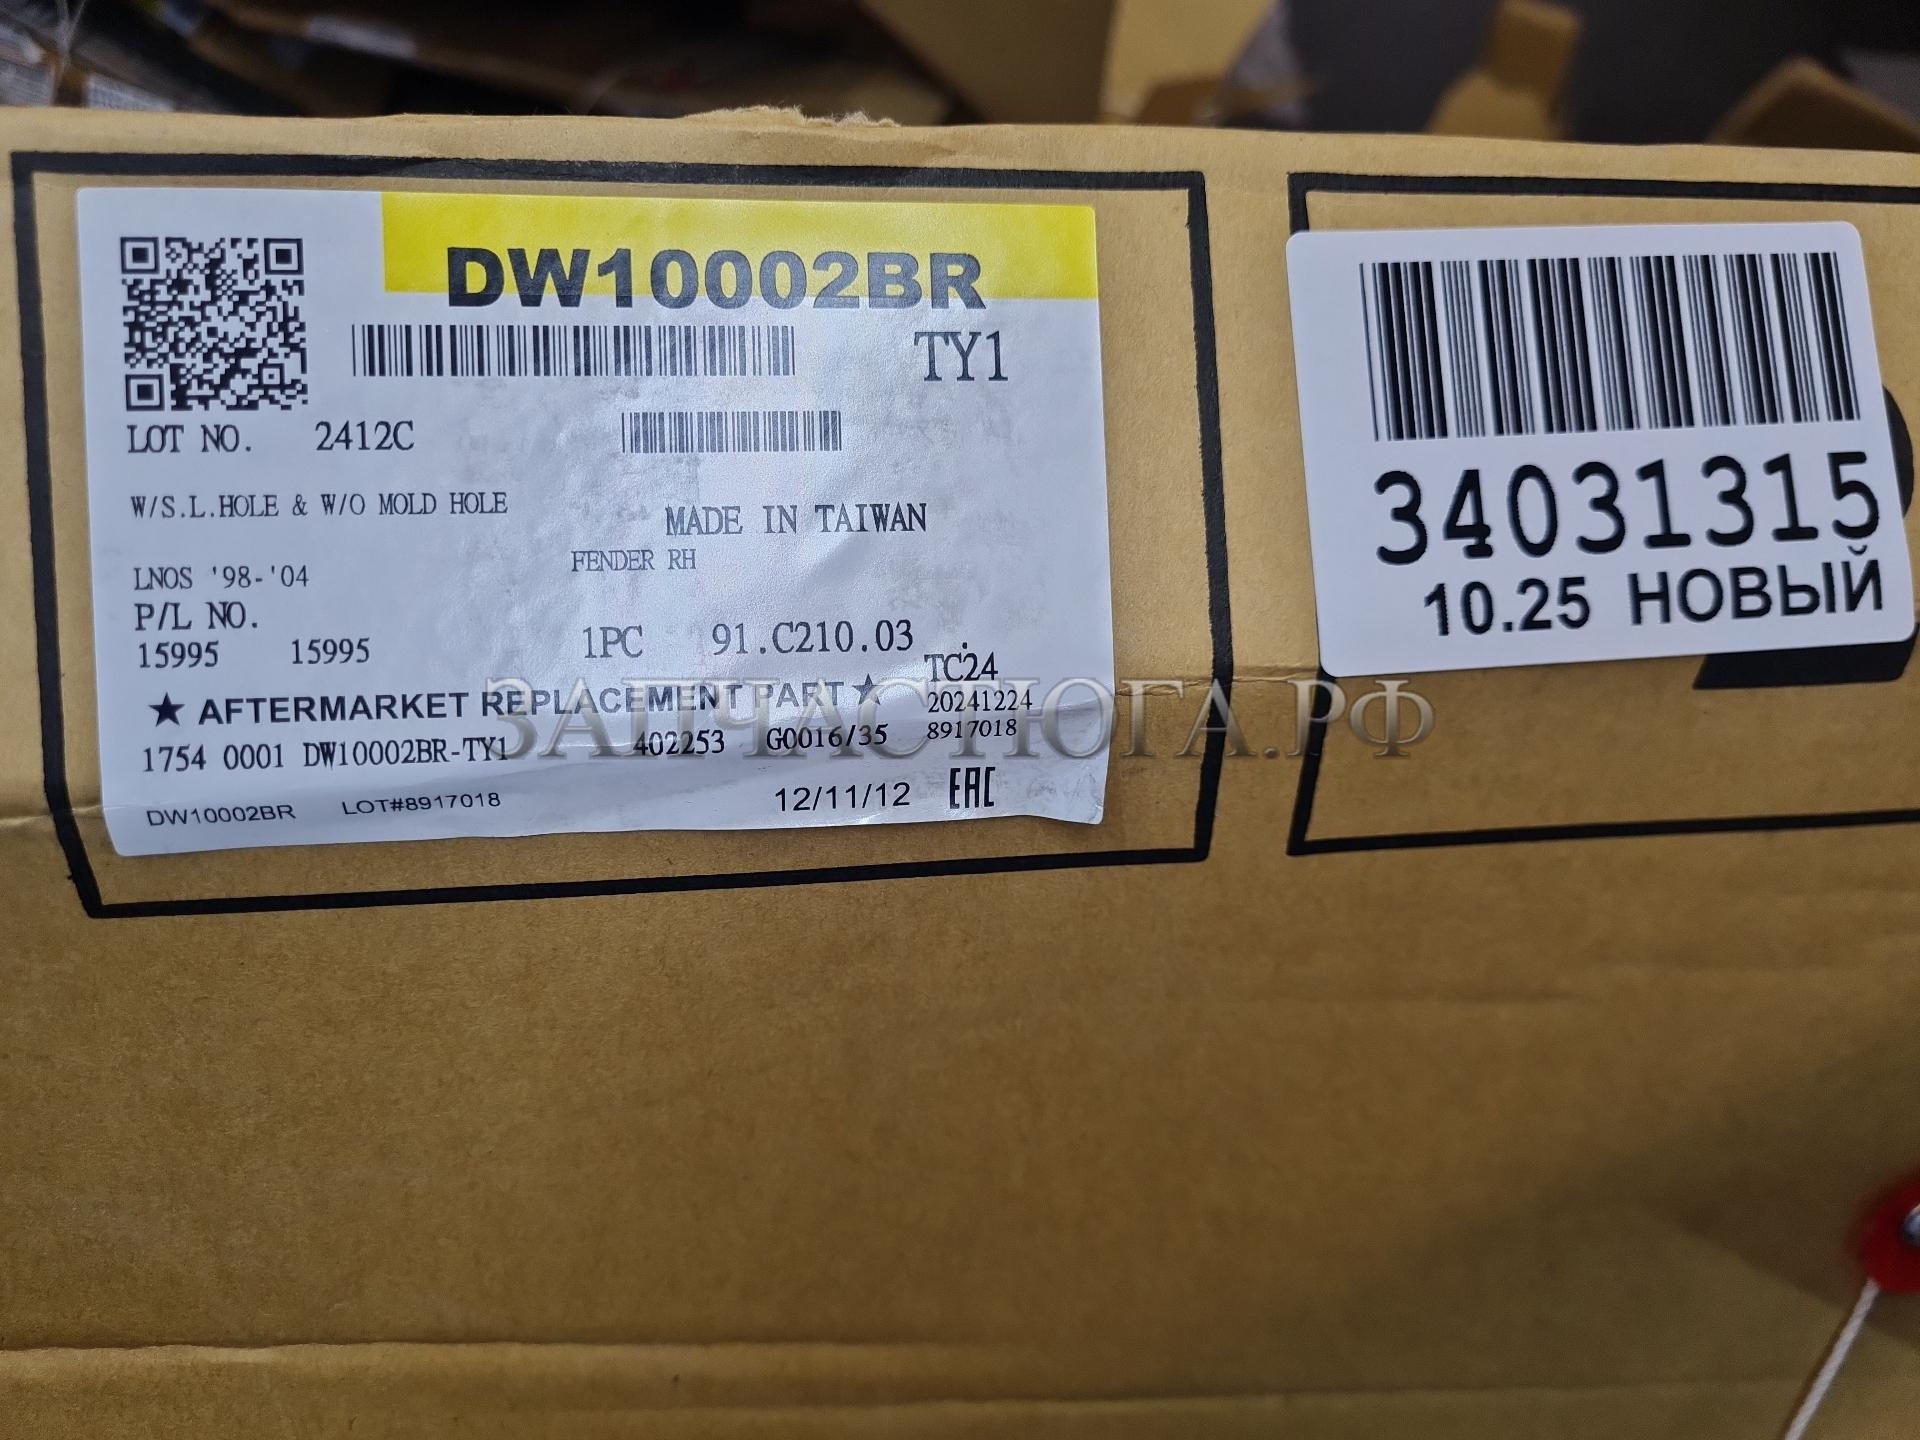 DW10002BR
TY1
LOT NO. 2412C
W/S.L.HOLE & W/O MOLD HOLE
MADE IN TAIWAN
FENDER RH
LNOS '98-'04
P/L NO.
15995 15995
1PC 91.C210.03
TC24
★ AFTERMARKET REPLACEMENT PART ★
20241224
1754 0001 DW10002BR-TY1 402253 G0016/35 8917018
DW10002BR LOT#8917018 12/11/12 EAC
34031315
10.25 НОВЫЙ
ЗАПЧАСТЮГА.РФ